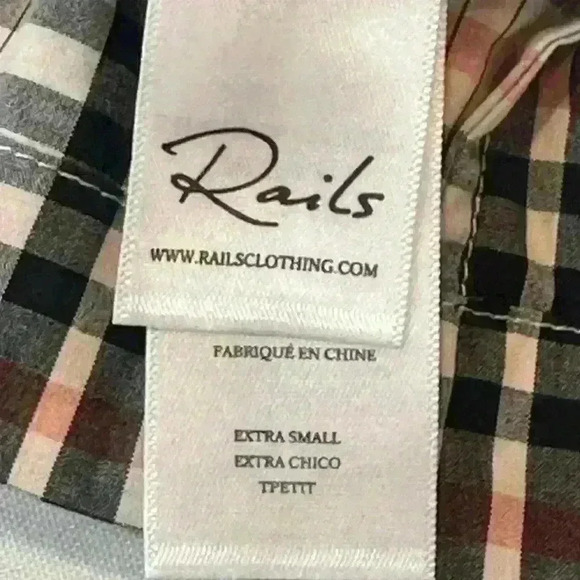 Rails
WWW.RAILSCLOTHING.COM
FABRIQUÉ EN CHINE
EXTRA SMALL
EXTRA CHICO
TPETIT